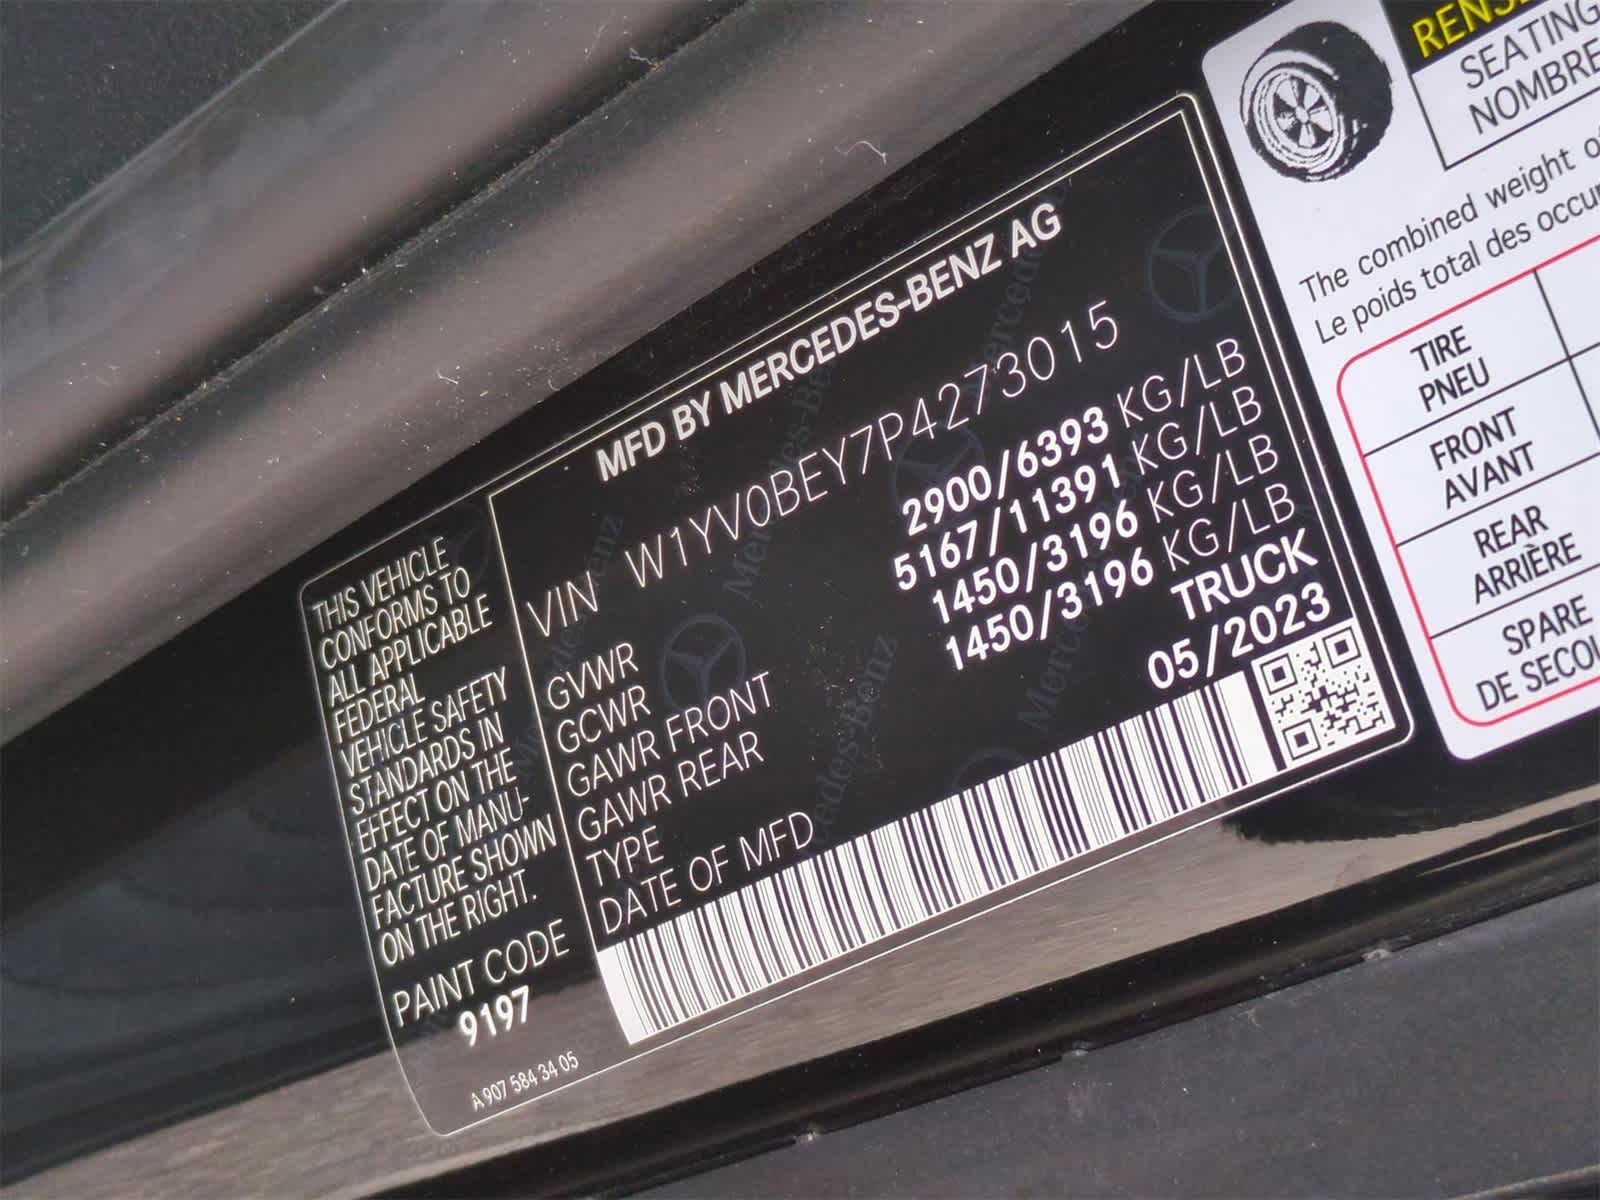 MFD BY MERCEDES-BENZ AG
VIN W1YV0BEY7P4273015
GVWR 2900/6393 KG/LB
GCWR 5167/11391 KG/LB
GAWR FRONT 1450/3196 KG/LB
GAWR REAR 1450/3196 KG/LB
TYPE TRUCK
DATE OF MFD 05/2023
THIS VEHICLE
CONFORMS TO
ALL APPLICABLE
FEDERAL
VEHICLE SAFETY
STANDARDS IN
EFFECT ON THE
DATE OF MANU-
FACTURE SHOWN
ON THE RIGHT.
PAINT CODE
9197
A 907 584 34 05
SEATING
NOMBRE
The combined weight
Le poids total des
TIRE
PNEU
FRONT
AVANT
REAR
ARRIÈRE
SPARE
DE